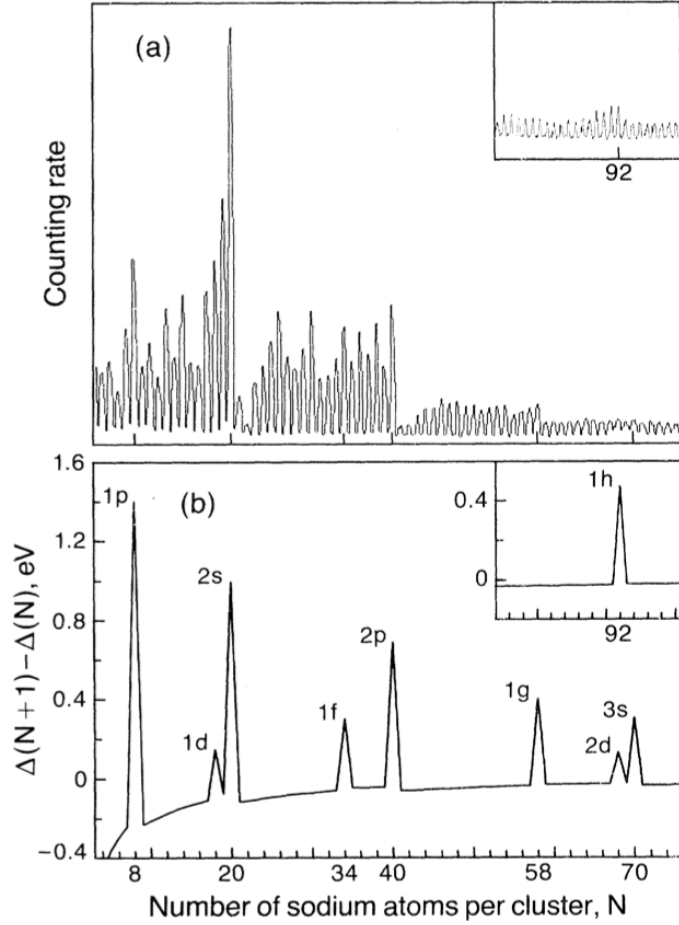 (a)
Counting rate
92
1.6
1.2
0.8
0.4
0
−0.4
Δ(N+1)−Δ(N), eV
(b)
1p
1d
2s
1f
2p
1g
2d
3s
0.4
0
1h
92
8
20
34
40
58
70
Number of sodium atoms per cluster, N